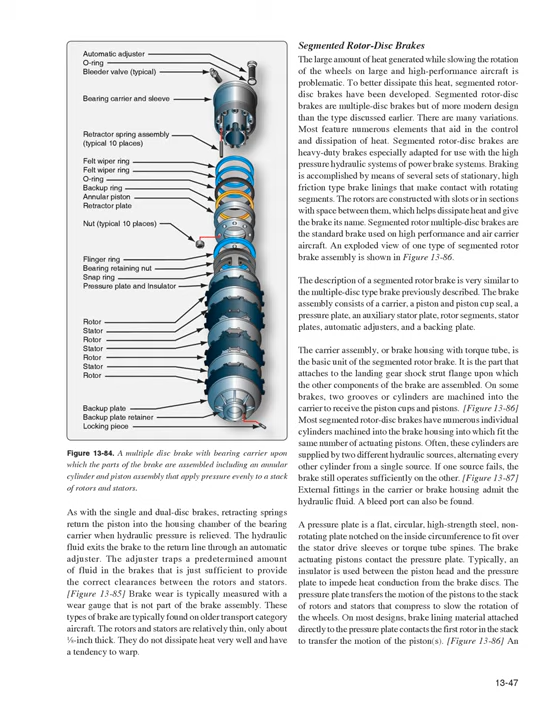 Automatic adjuster
O-ring
Bleeder valve (typical)
Bearing carrier and sleeve
Retractor spring assembly
(typical 10 places)
Felt wiper ring
Felt wiper ring
O-ring
Backup ring
Annular piston
Retractor plate
Nut (typical 10 places)
Flinger ring
Bearing retaining nut
Snap ring
Pressure plate and Insulator
Rotor
Stator
Rotor
Stator
Rotor
Stator
Rotor
Backup plate
Backup plate retainer
Locking piece
Figure 13-84. A multiple disc brake with bearing carrier upon
which the parts of the brake are assembled including an annular
cylinder and piston assembly that apply pressure evenly to a stack
of rotors and stators.
As with the single and dual-disc brakes, retracting springs
return the piston into the housing chamber of the bearing
carrier when hydraulic pressure is relieved. The hydraulic
fluid exits the brake to the return line through an automatic
adjuster. The adjuster traps a predetermined amount
of fluid in the brakes that is just sufficient to provide
the correct clearances between the rotors and stators.
[Figure 13-85] Brake wear is typically measured with a
wear gauge that is not part of the brake assembly. These
types of brake are typically found on older transport category
aircraft. The rotors and stators are relatively thin, only about
⅛-inch thick. They do not dissipate heat very well and have
a tendency to warp.
Segmented Rotor-Disc Brakes
The large amount of heat generated while slowing the rotation
of the wheels on large and high-performance aircraft is
problematic. To better dissipate this heat, segmented rotor-
disc brakes have been developed. Segmented rotor-disc
brakes are multiple-disc brakes but of more modern design
than the type discussed earlier. There are many variations.
Most feature numerous elements that aid in the control
and dissipation of heat. Segmented rotor-disc brakes are
heavy-duty brakes especially adapted for use with the high
pressure hydraulic systems of power brake systems. Braking
is accomplished by means of several sets of stationary, high
friction type brake linings that make contact with rotating
segments. The rotors are constructed with slots or in sections
with space between them, which helps dissipate heat and give
the brake its name. Segmented rotor multiple-disc brakes are
the standard brake used on high performance and air carrier
aircraft. An exploded view of one type of segmented rotor
brake assembly is shown in Figure 13-86.
The description of a segmented rotor brake is very similar to
the multiple-disc type brake previously described. The brake
assembly consists of a carrier, a piston and piston cup seal, a
pressure plate, an auxiliary stator plate, rotor segments, stator
plates, automatic adjusters, and a backing plate.
The carrier assembly, or brake housing with torque tube, is
the basic unit of the segmented rotor brake. It is the part that
attaches to the landing gear shock strut flange upon which
the other components of the brake are assembled. On some
brakes, two grooves or cylinders are machined into the
carrier to receive the piston cups and pistons. [Figure 13-86]
Most segmented rotor-disc brakes have numerous individual
cylinders machined into the brake housing into which fit the
same number of actuating pistons. Often, these cylinders are
supplied by two different hydraulic sources, alternating every
other cylinder from a single source. If one source fails, the
brake still operates sufficiently on the other. [Figure 13-87]
External fittings in the carrier or brake housing admit the
hydraulic fluid. A bleed port can also be found.
A pressure plate is a flat, circular, high-strength steel, non-
rotating plate notched on the inside circumference to fit over
the stator drive sleeves or torque tube spines. The brake
actuating pistons contact the pressure plate. Typically, an
insulator is used between the piston head and the pressure
plate to impede heat conduction from the brake discs. The
pressure plate transfers the motion of the pistons to the stack
of rotors and stators that compress to slow the rotation of
the wheels. On most designs, brake lining material attached
directly to the pressure plate contacts the first rotor in the stack
to transfer the motion of the piston(s). [Figure 13-86] An
13-47